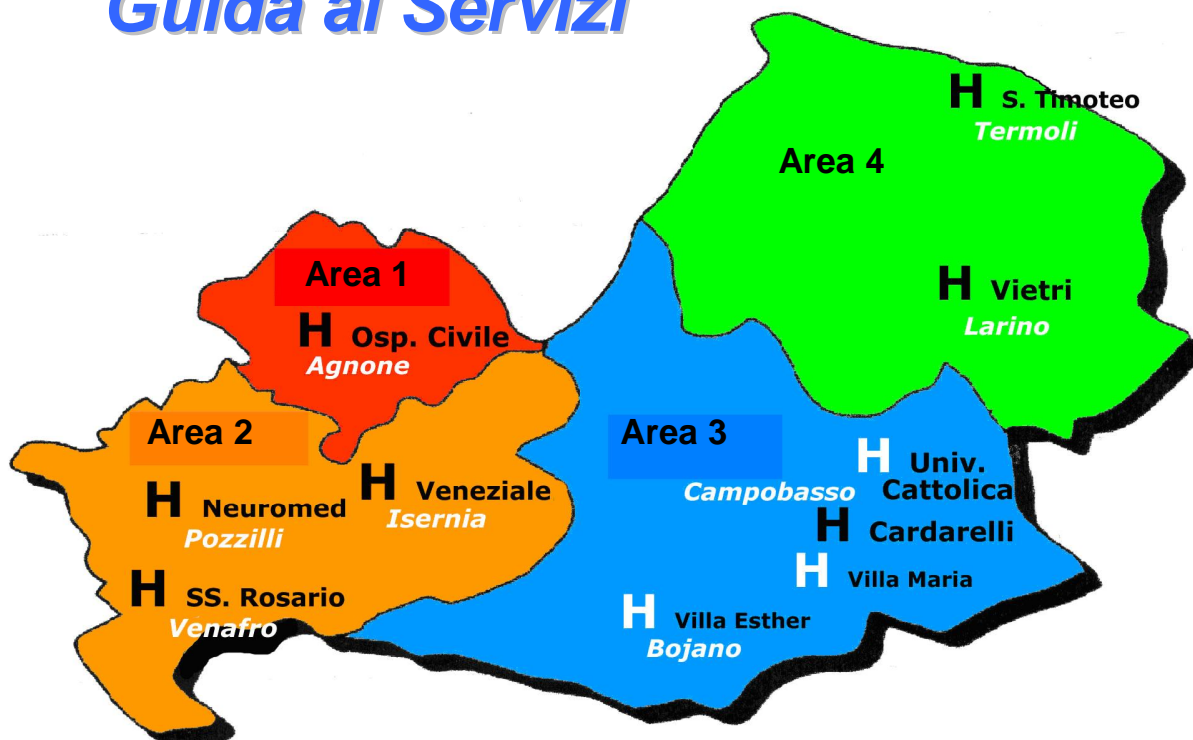 Guida ai Servizi
H S. Timoteo
Termoli
Area 4
Area 1
H Vietri
Larino
H Osp. Civile
Agnone
Area 2
Area 3
H Univ.
Cattolica
Campobasso
H Veneziale
Isernia
H Neuromed
Pozzilli
H Cardarelli
H Villa Maria
H SS. Rosario
Venafro
H Villa Esther
Bojano